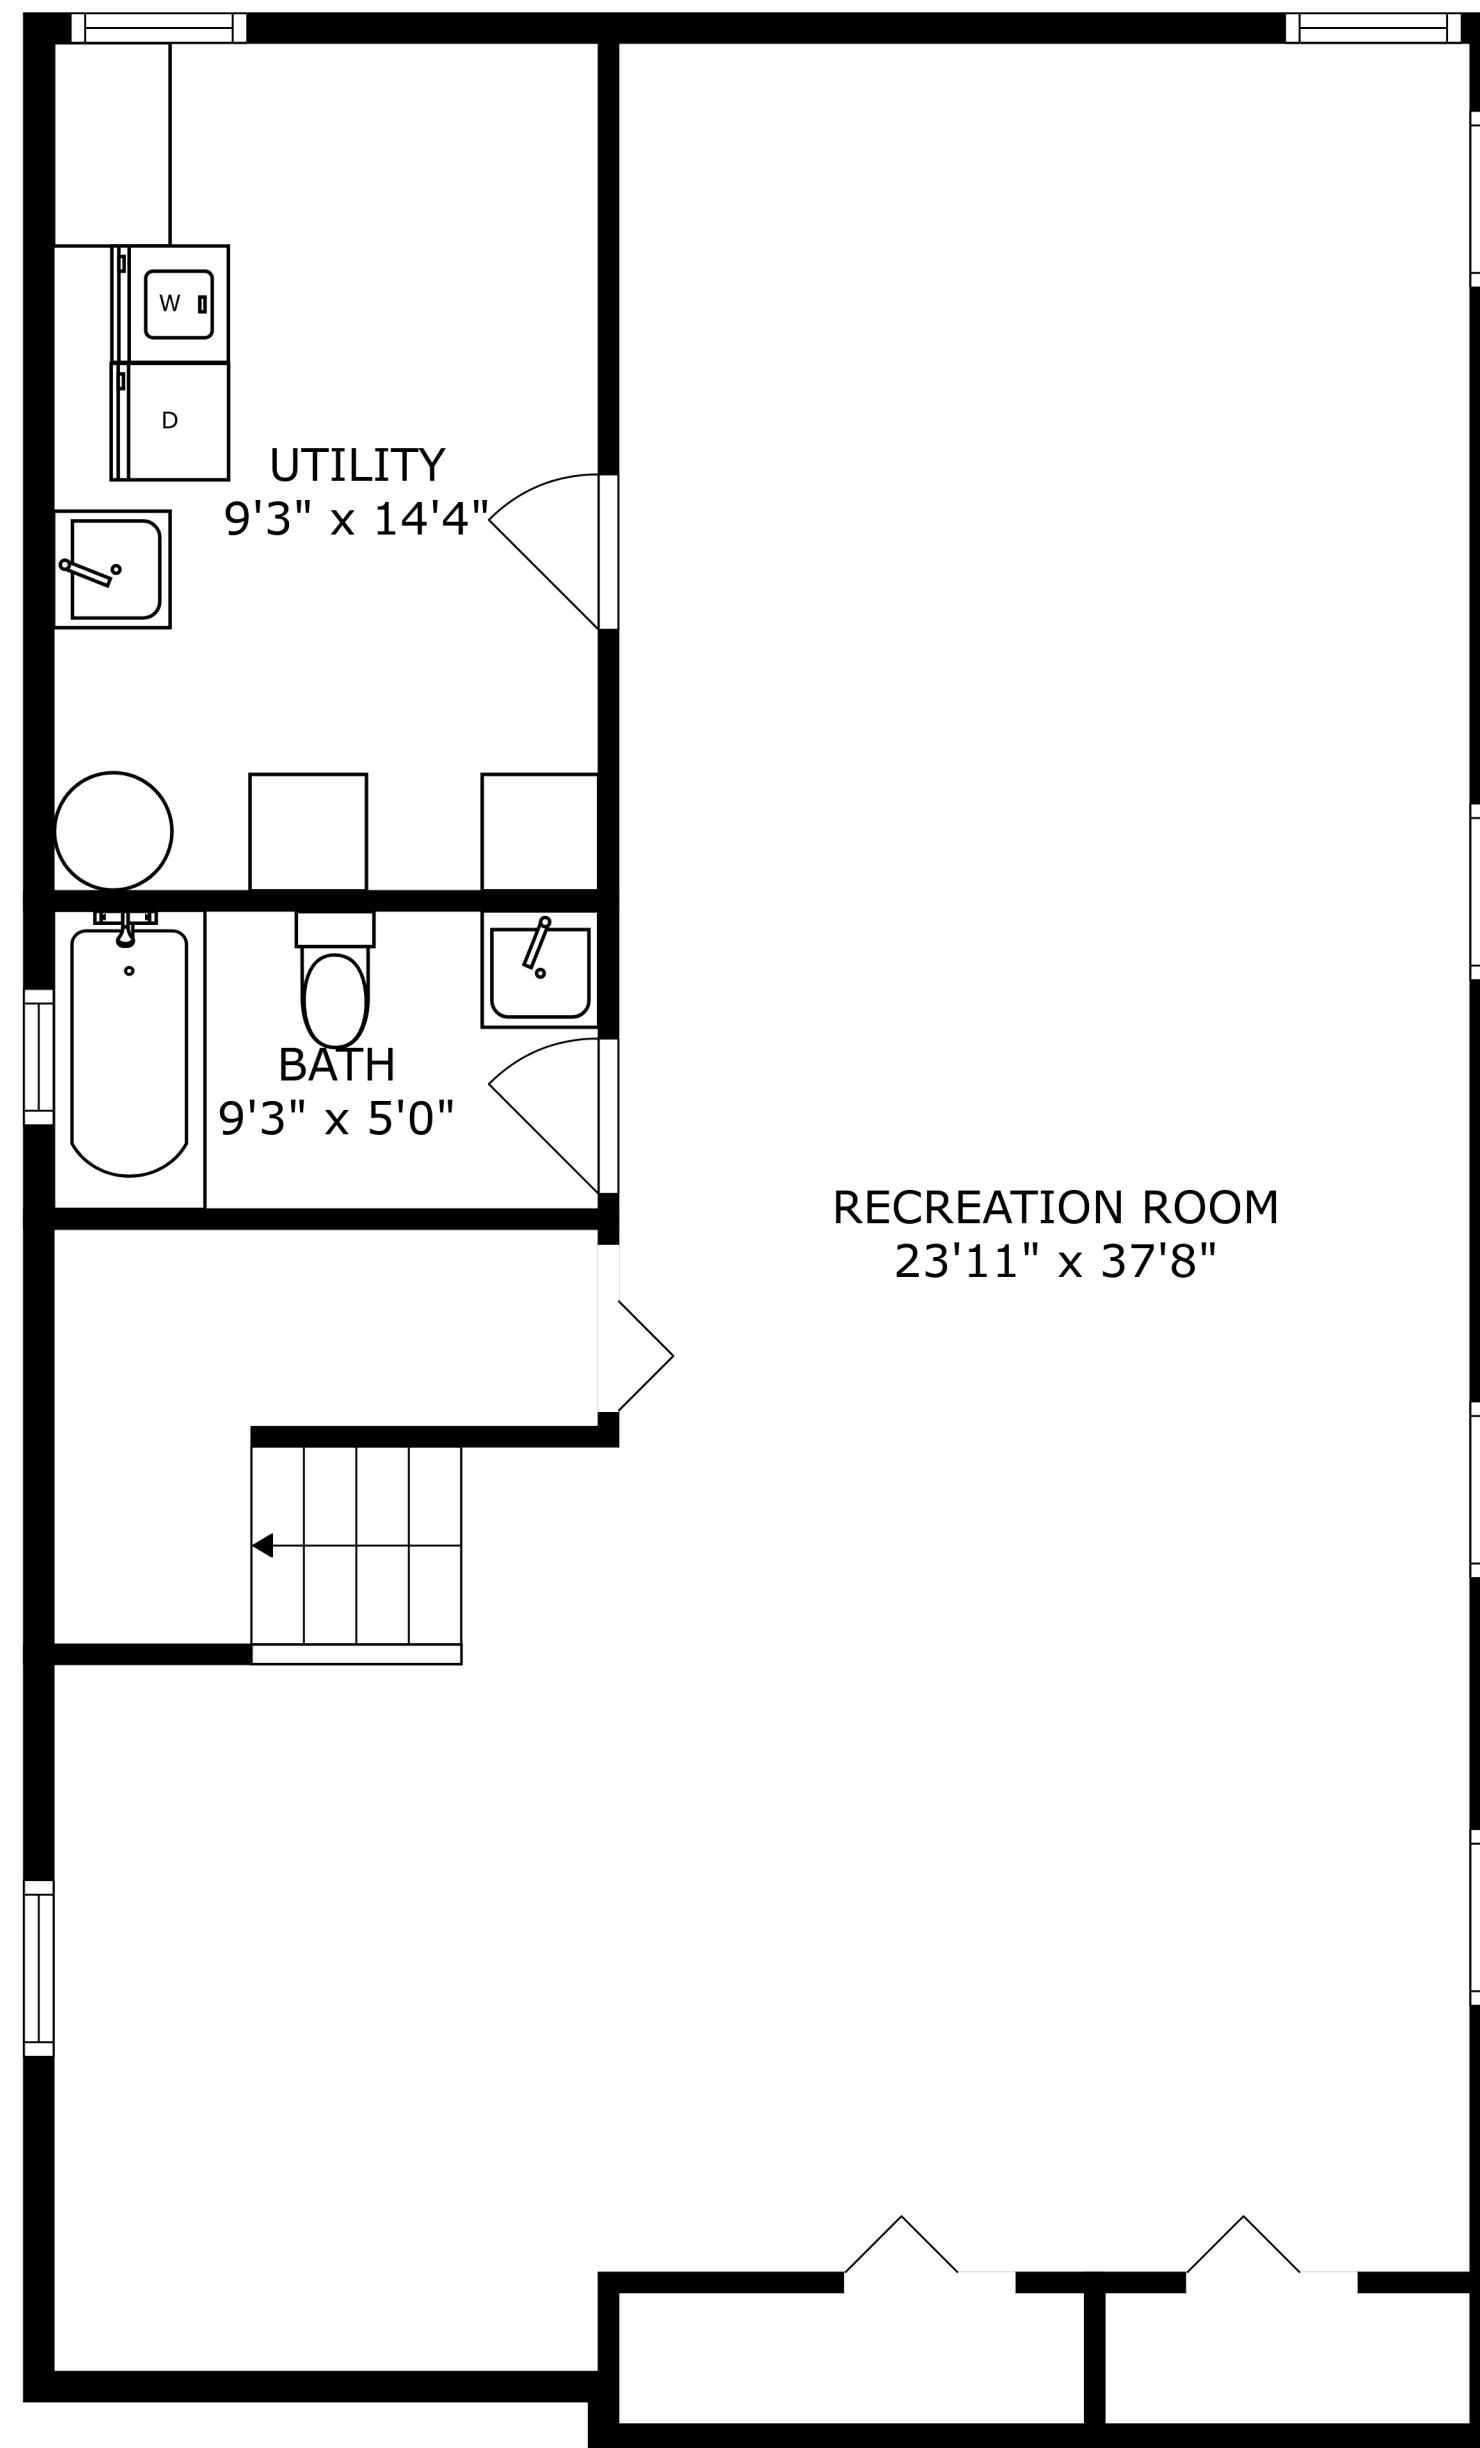 W
D
UTILITY
9'3" x 14'4"
BATH
9'3" x 5'0"
RECREATION ROOM
23'11" x 37'8"